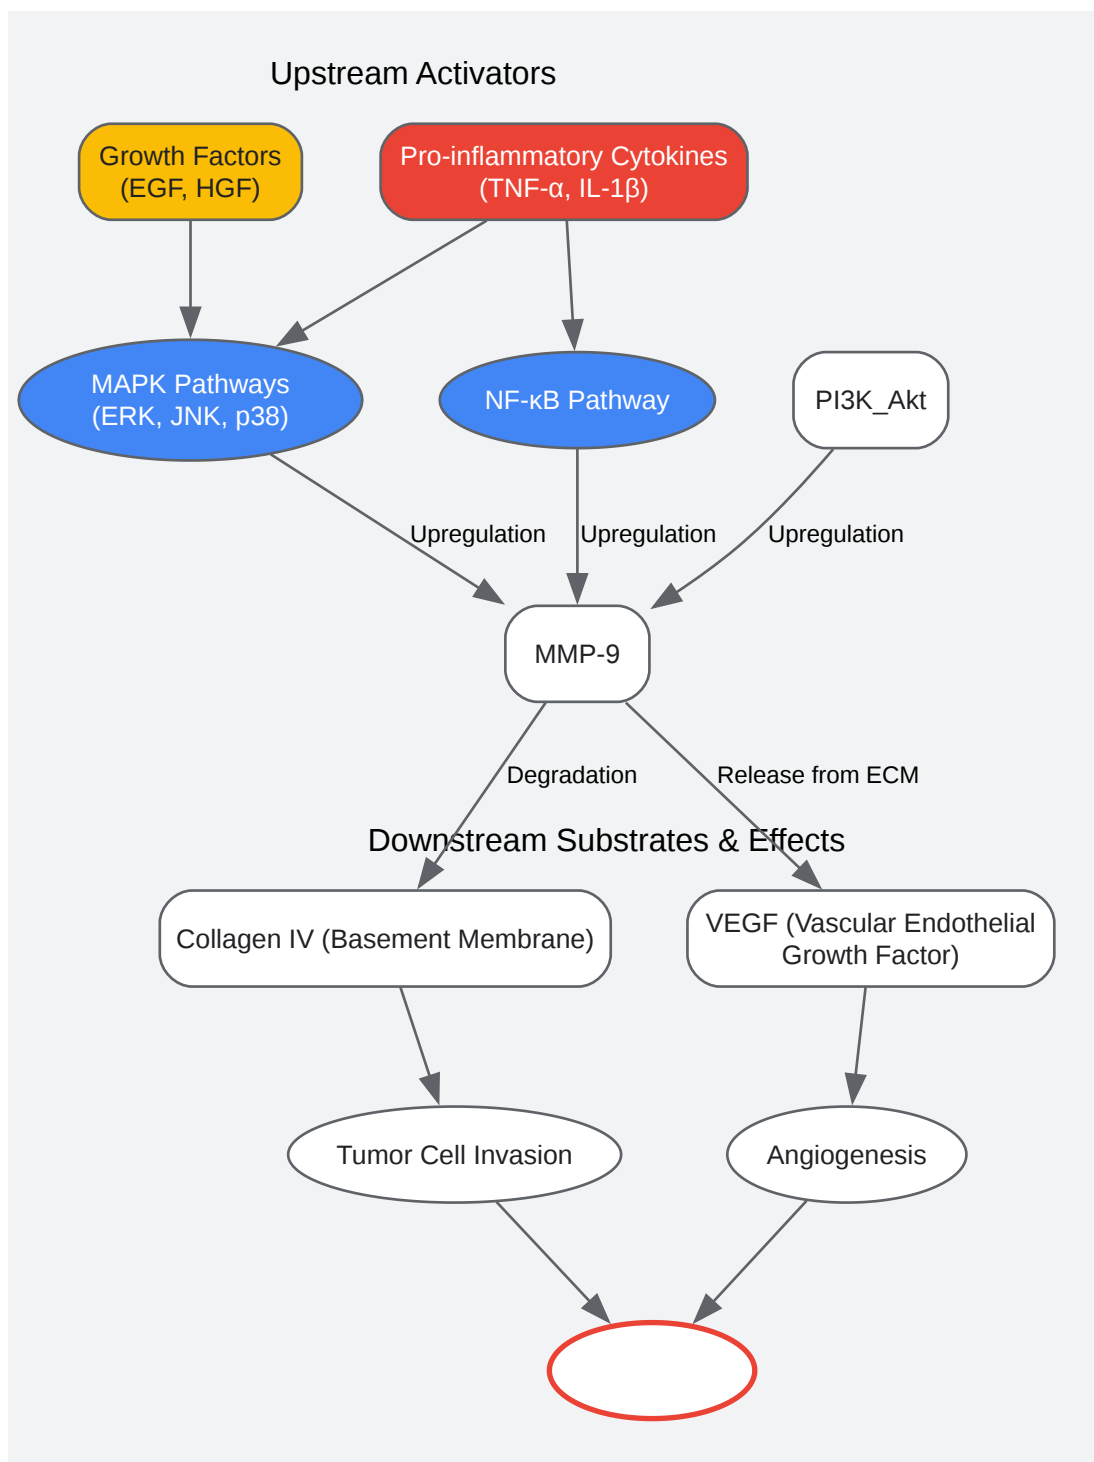 Upstream Activators
Growth Factors
(EGF, HGF)
Pro-inflammatory Cytokines
(TNF-α, IL-1β)
MAPK Pathways
(ERK, JNK, p38)
NF-κB Pathway
PI3K_Akt
Upregulation
Upregulation
Upregulation
MMP-9
Degradation
Release from ECM
Downstream Substrates & Effects
Collagen IV (Basement Membrane)
VEGF (Vascular Endothelial
Growth Factor)
Tumor Cell Invasion
Angiogenesis